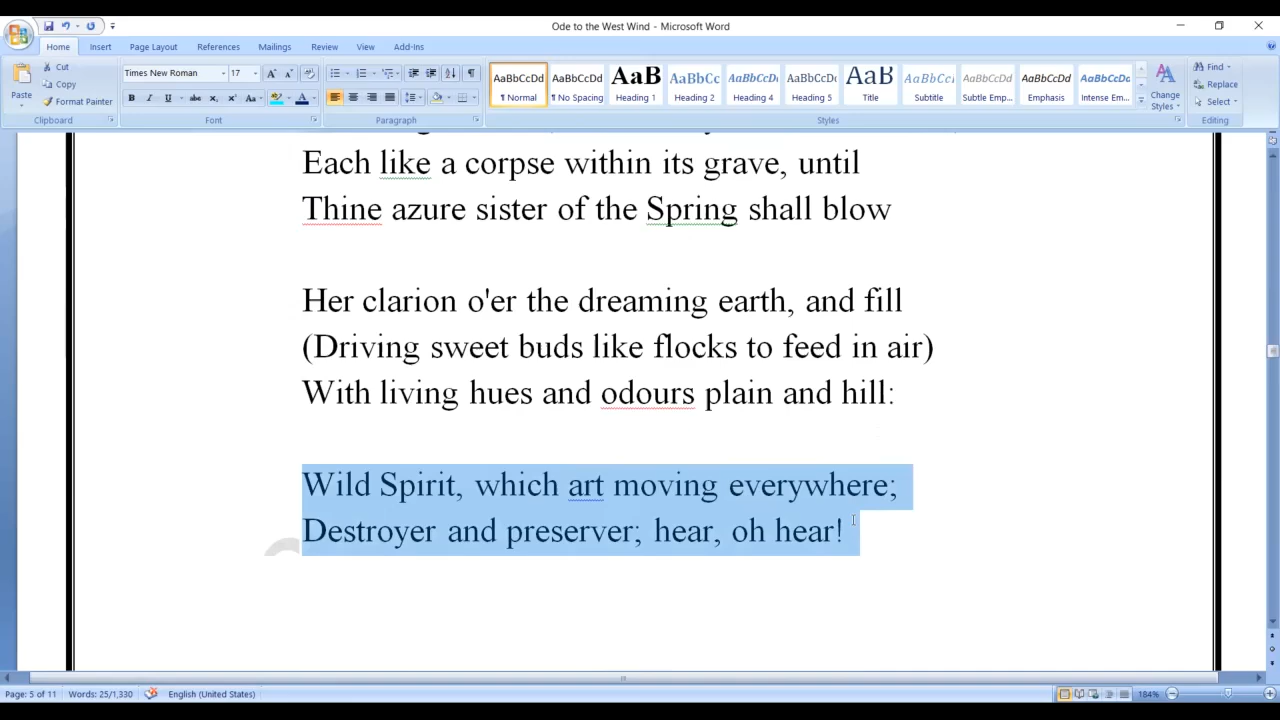 Ode to the West Wind - Microsoft Word
Home Insert Page Layout References Mailings Review View Add-Ins
Paste
Cut
Copy
Format Painter
Clipboard
Times New Roman 17
Font
Paragraph
AaBbCcDd AaBbCcDd AaB AaBbCc AaBbCcDc AaBbCcDc AaB AaBbCcL AaBbCcDd AaBbCcDd AaBbCcDd
¶ Normal ¶ No Spacing Heading 1 Heading 2 Heading 4 Heading 5 Title Subtitle Subtle Emp... Emphasis Intense Em...
Change Styles
Styles
Find
Replace
Select
Editing
Each like a corpse within its grave, until
Thine azure sister of the Spring shall blow
Her clarion o'er the dreaming earth, and fill
(Driving sweet buds like flocks to feed in air)
With living hues and odours plain and hill:
Wild Spirit, which art moving everywhere;
Destroyer and preserver; hear, oh hear!
Page: 5 of 11 Words: 25/1,330 English (United States) 184%